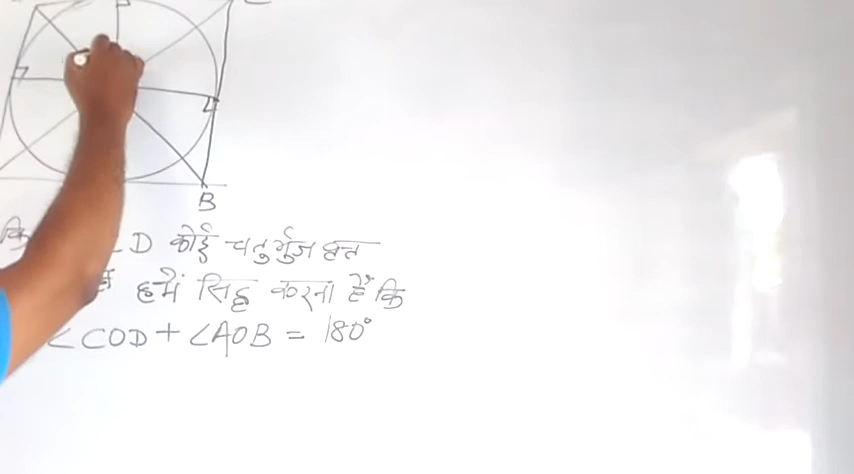 B
D कोई चतुर्भुज वृत्त
हमें सिद्ध करना है कि
∠COD + ∠AOB = 180°